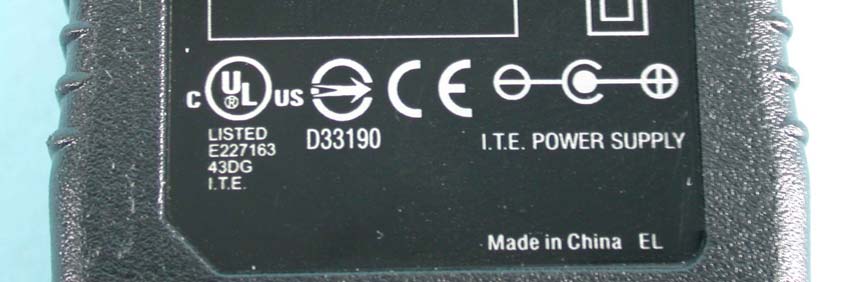 C UL ® US CE
LISTED
E227163
43DG
I.T.E.
D33190
I.T.E. POWER SUPPLY
Made in China EL